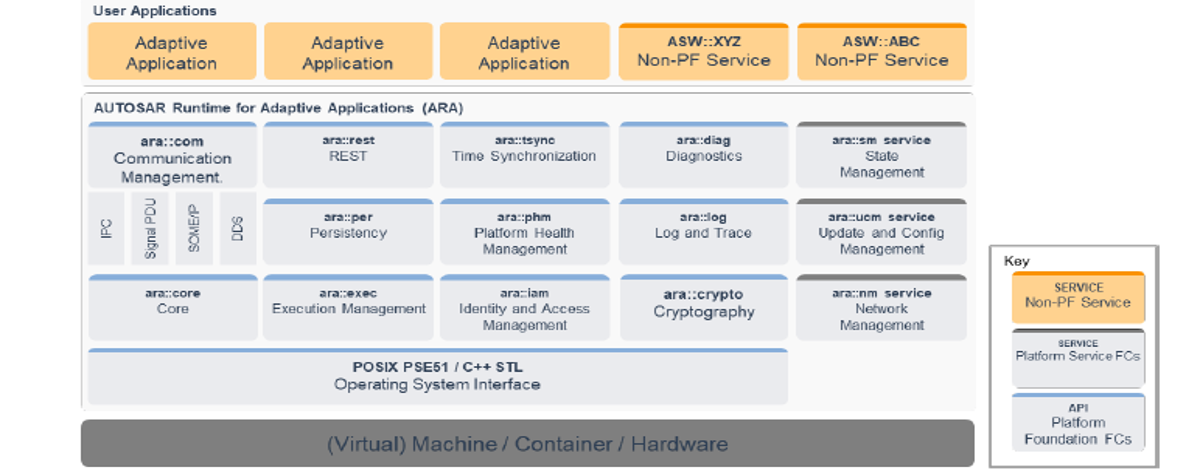 User Applications
Adaptive
Application
Adaptive
Application
Adaptive
Application
ASW::XYZ
Non-PF Service
ASW::ABC
Non-PF Service
AUTOSAR Runtime for Adaptive Applications (ARA)
ara::com
Communication
Management.
ara::rest
REST
ara::tsync
Time Synchronization
ara::diag
Diagnostics
ara::sm service
State
Management
IPC
Signal PDU
SOME/IP
DDS
ara::per
Persistency
ara::phm
Platform Health
Management
ara::log
Log and Trace
ara::ucm service
Update and Config
Management
ara::core
Core
ara::exec
Execution Management
ara::iam
Identity and Access
Management
ara::crypto
Cryptography
ara::nm service
Network
Management
POSIX PSE51 / C++ STL
Operating System Interface
(Virtual) Machine / Container / Hardware
Key
SERVICE
Non-PF Service
SERVICE
Platform Service FCs
API
Platform
Foundation FCs